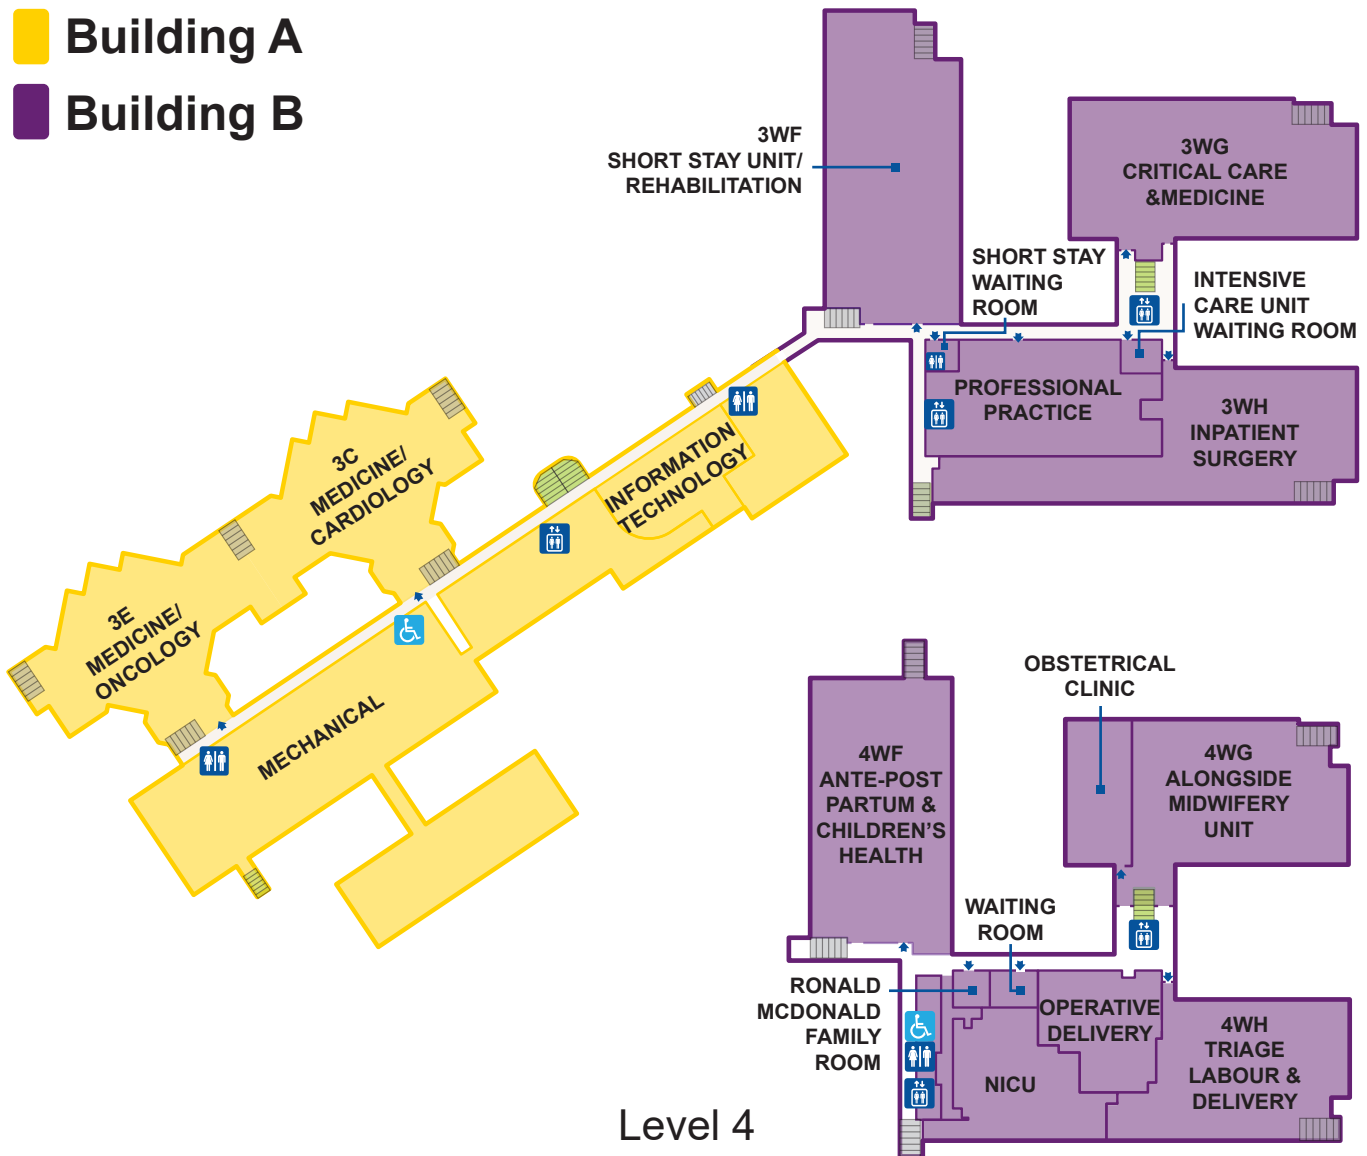 Building A
Building B
3WF
SHORT STAY UNIT/
REHABILITATION
3WG
CRITICAL CARE
&MEDICINE
SHORT STAY
WAITING
ROOM
INTENSIVE
CARE UNIT
WAITING ROOM
PROFESSIONAL
PRACTICE
3WH
INPATIENT
SURGERY
INFORMATION
TECHNOLOGY
3C
MEDICINE/
CARDIOLOGY
3E
MEDICINE/
ONCOLOGY
MECHANICAL
OBSTETRICAL
CLINIC
4WF
ANTE-POST
PARTUM &
CHILDREN'S
HEALTH
4WG
ALONGSIDE
MIDWIFERY
UNIT
WAITING
ROOM
RONALD
MCDONALD
FAMILY
ROOM
OPERATIVE
DELIVERY
NICU
4WH
TRIAGE
LABOUR &
DELIVERY
Level 4